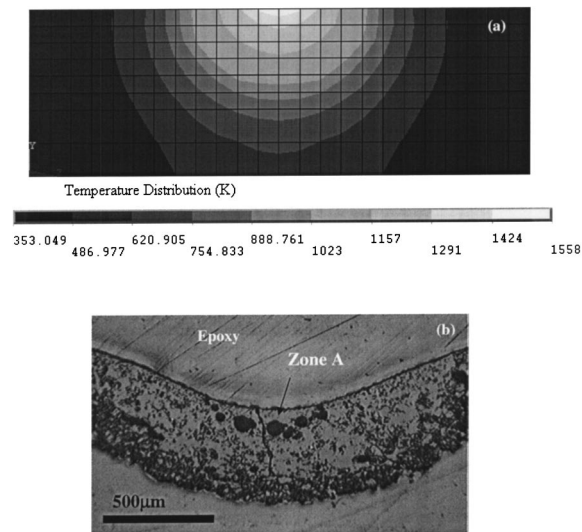 (a)
Y
Temperature Distribution (K)
353.049 620.905 888.761 1157 1424
486.977 754.833 1023 1291 1558
(b)
Epoxy
Zone A
500μm